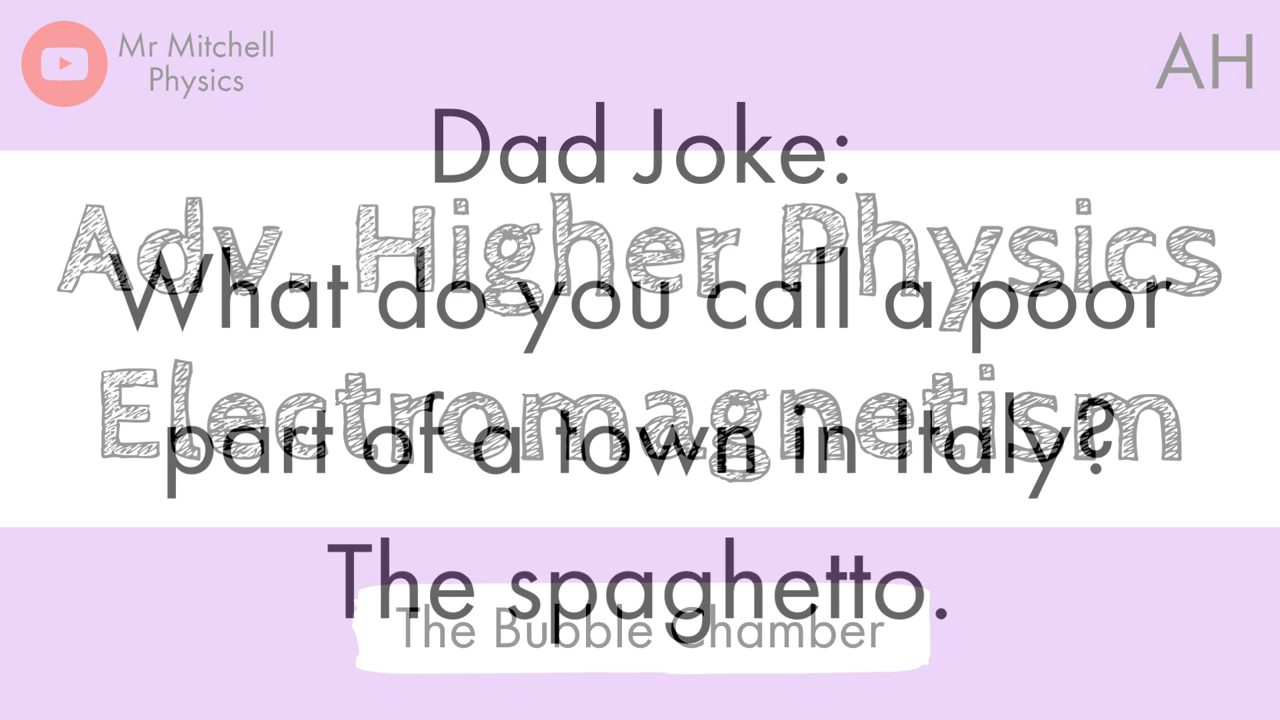 Mr Mitchell
Physics
AH
Dad Joke:
Adv. Higher Physics
What do you call a poor
Electromagnetism
part of a town in Italy?
The spaghetto.
The Bubble Chamber